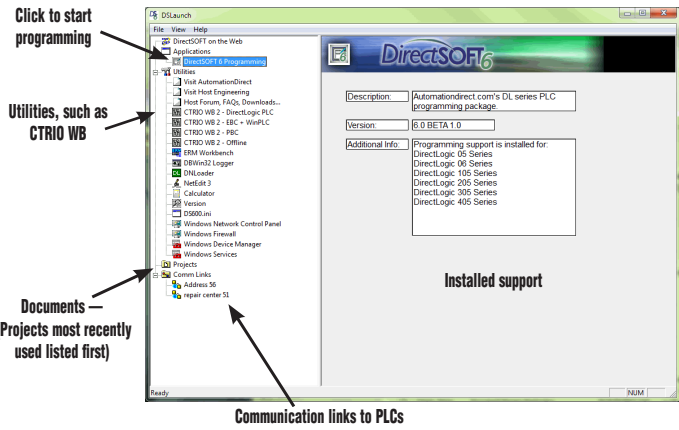 Click to start
programming
Utilities, such as
CTRIO WB
Documents —
Projects most recently
used listed first)
DSLaunch
File View Help
DirectSOFT on the Web
Applications
DirectSOFT 6 Programming
Utilities
Visit AutomationDirect
Visit Host Engineering
Host Forum, FAQs, Downloads...
CTRIO WB 2 - DirectLogic PLC
CTRIO WB 2 - EBC + WinPLC
CTRIO WB 2 - PBC
CTRIO WB 2 - Offline
ERM Workbench
DBWin32 Logger
DNLoader
NetEdit 3
Calculator
Version
DS600.ini
Windows Network Control Panel
Windows Firewall
Windows Device Manager
Windows Services
Projects
Comm Links
Address 56
repair center 51
DirectSOFT6
Description: Automationdirect.com's DL series PLC
programming package.
Version: 6.0 BETA 1.0
Additional Info: Programming support is installed for:
DirectLogic 05 Series
DirectLogic 06 Series
DirectLogic 105 Series
DirectLogic 205 Series
DirectLogic 305 Series
DirectLogic 405 Series
Installed support
Ready NUM
Communication links to PLCs